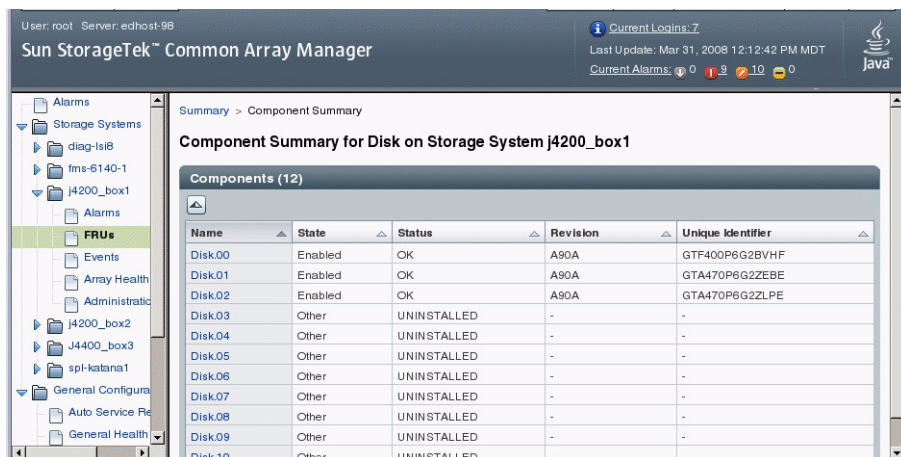 User: root Server: edhost-98
Sun StorageTek™ Common Array Manager
Current Logins: 7
Last Update: Mar 31, 2008 12:12:42 PM MDT
Current Alarms: 0 9 10 0
Java
Alarms
Storage Systems
diag-lsi8
fms-6140-1
j4200_box1
Alarms
FRUs
Events
Array Health
Administratio
j4200_box2
J4400_box3
spl-katana1
General Configura
Auto Service Re
General Health
Summary > Component Summary
Component Summary for Disk on Storage System j4200_box1
Components (12)
Name State Status Revision Unique Identifier
Disk.00 Enabled OK A90A GTF400P6G2BVHF
Disk.01 Enabled OK A90A GTA470P6G2ZEBE
Disk.02 Enabled OK A90A GTA470P6G2ZLPE
Disk.03 Other UNINSTALLED - -
Disk.04 Other UNINSTALLED - -
Disk.05 Other UNINSTALLED - -
Disk.06 Other UNINSTALLED - -
Disk.07 Other UNINSTALLED - -
Disk.08 Other UNINSTALLED - -
Disk.09 Other UNINSTALLED - -
Disk.10 Other UNINSTALLED